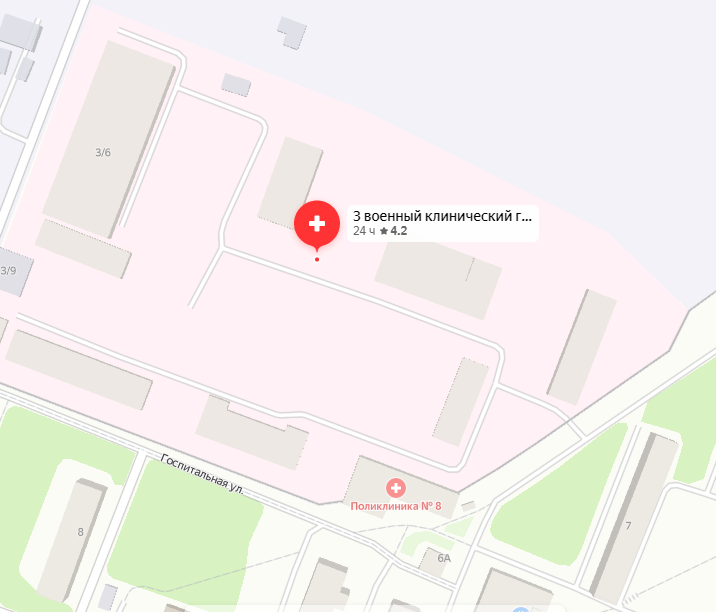 3/6
3 военный клинический г...
24 ч ★ 4.2
3/9
Госпитальная ул.
Поликлиника № 8
8
7
6А